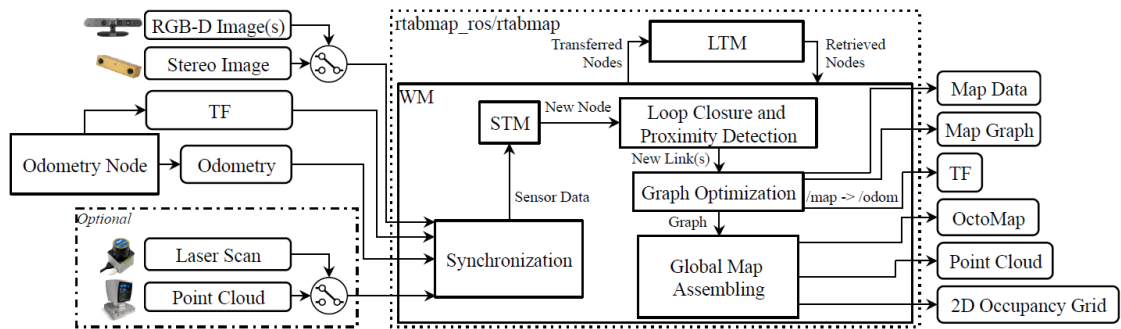 RGB-D Image(s)
Stereo Image
TF
Odometry Node
Odometry
Optional
Laser Scan
Point Cloud
rtabmap_ros/rtabmap
Transferred
Nodes
LTM
Retrieved
Nodes
WM
STM
New Node
Loop Closure and
Proximity Detection
New Link(s)
Sensor Data
Graph Optimization
/map -> /odom
Graph
Synchronization
Global Map
Assembling
Map Data
Map Graph
TF
OctoMap
Point Cloud
2D Occupancy Grid